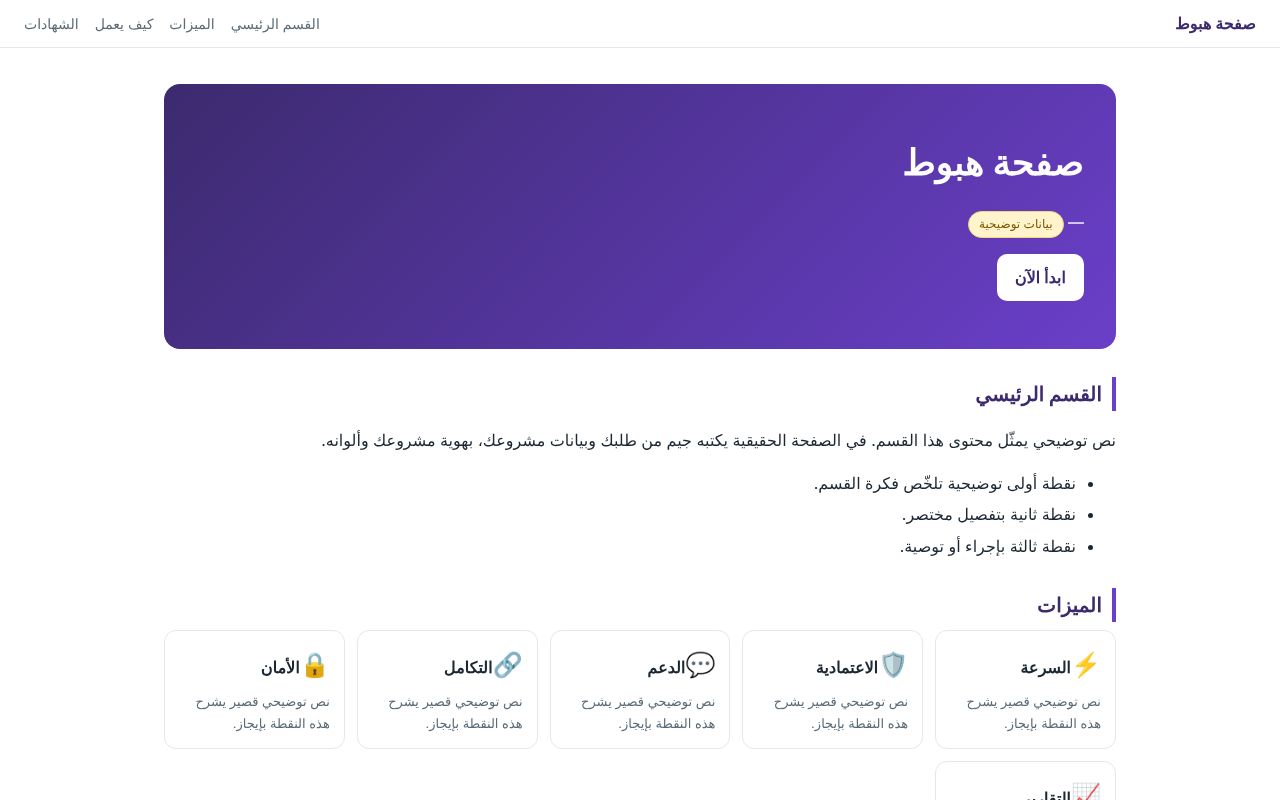 صفحة هبوط
القسم الرئيسي الميزات كيف يعمل الشهادات
صفحة هبوط
— بيانات توضيحية
ابدأ الآن
القسم الرئيسي
نص توضيحي يمثّل محتوى هذا القسم. في الصفحة الحقيقية يكتبه جيم من طلبك وبيانات مشروعك، بهوية مشروعك وألوانه.
• نقطة أولى توضيحية تلخّص فكرة القسم.
• نقطة ثانية بتفصيل مختصر.
• نقطة ثالثة بإجراء أو توصية.
الميزات
⚡السرعة
نص توضيحي قصير يشرح
هذه النقطة بإيجاز.
🛡️الاعتمادية
نص توضيحي قصير يشرح
هذه النقطة بإيجاز.
💬الدعم
نص توضيحي قصير يشرح
هذه النقطة بإيجاز.
🔗التكامل
نص توضيحي قصير يشرح
هذه النقطة بإيجاز.
🔒الأمان
نص توضيحي قصير يشرح
هذه النقطة بإيجاز.
📈التقارير